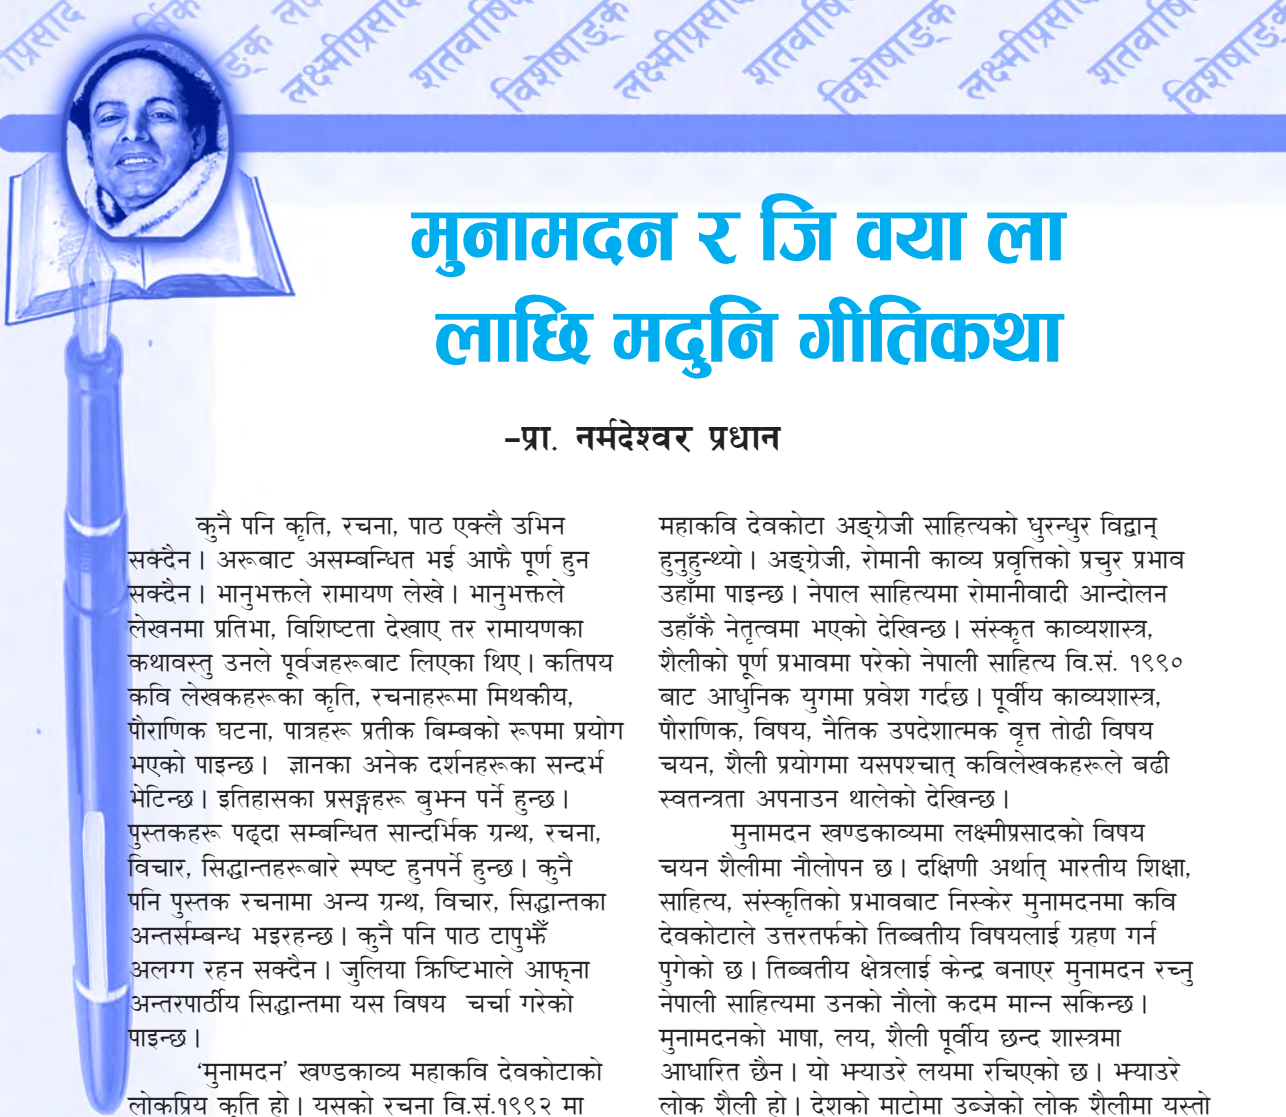 लक्ष्मीप्रसाद शतवार्षिकी विशेषाङ्क लक्ष्मीप्रसाद शतवार्षिकी विशेषाङ्क लक्ष्मीप्रसाद शतवार्षिकी विशेषाङ्क
मुनामदन र जि वया ला
लाछि मदुनि गीतिकथा
–प्रा. नर्मदेश्वर प्रधान
कुनै पनि कृति, रचना, पाठ एक्लै उभिन
सक्दैन। अरूबाट असम्बन्धित भई आफै पूर्ण हुन
सक्दैन। भानुभक्तले रामायण लेखे। भानुभक्तले
लेखनमा प्रतिभा, विशिष्टता देखाए तर रामायणका
कथावस्तु उनले पूर्वजहरूबाट लिएका थिए। कतिपय
कवि लेखकहरूका कृति, रचनाहरूमा मिथकीय,
पौराणिक घटना, पात्रहरू प्रतीक बिम्बको रूपमा प्रयोग
भएको पाइन्छ। ज्ञानका अनेक दर्शनहरूका सन्दर्भ
भेटिन्छ। इतिहासका प्रसङ्गहरू बुझ्न पर्ने हुन्छ।
पुस्तकहरू पढ्दा सम्बन्धित सान्दर्भिक ग्रन्थ, रचना,
विचार, सिद्धान्तहरूबारे स्पष्ट हुनपर्ने हुन्छ। कुनै
पनि पुस्तक रचनामा अन्य ग्रन्थ, विचार, सिद्धान्तका
अन्तर्सम्बन्ध भइरहन्छ। कुनै पनि पाठ टापुझैँ
अलग्ग रहन सक्दैन। जुलिया क्रिष्टिभाले आफ्ना
अन्तरपाठीय सिद्धान्तमा यस विषय चर्चा गरेको
पाइन्छ।
‘मुनामदन’ खण्डकाव्य महाकवि देवकोटाको
लोकप्रिय कृति हो। यसको रचना वि.सं.१९९२ मा
महाकवि देवकोटा अङ्ग्रेजी साहित्यको धुरन्धुर विद्वान्
हुनुहुन्थ्यो। अङ्ग्रेजी, रोमानी काव्य प्रवृत्तिको प्रचुर प्रभाव
उहाँमा पाइन्छ। नेपाल साहित्यमा रोमानीवादी आन्दोलन
उहाँकै नेतृत्वमा भएको देखिन्छ। संस्कृत काव्यशास्त्र,
शैलीको पूर्ण प्रभावमा परेको नेपाली साहित्य वि.सं. १९९०
बाट आधुनिक युगमा प्रवेश गर्दछ। पूर्वीय काव्यशास्त्र,
पौराणिक, विषय, नैतिक उपदेशात्मक वृत्त तोढी विषय
चयन, शैली प्रयोगमा यसपश्चात् कविलेखकहरूले बढी
स्वतन्त्रता अपनाउन थालेको देखिन्छ।
मुनामदन खण्डकाव्यमा लक्ष्मीप्रसादको विषय
चयन शैलीमा नौलोपन छ। दक्षिणी अर्थात् भारतीय शिक्षा,
साहित्य, संस्कृतिको प्रभावबाट निस्केर मुनामदनमा कवि
देवकोटाले उत्तरतर्फको तिब्बतीय विषयलाई ग्रहण गर्न
पुगेको छ। तिब्बतीय क्षेत्रलाई केन्द्र बनाएर मुनामदन रच्नु
नेपाली साहित्यमा उनको नौलो कदम मान्न सकिन्छ।
मुनामदनको भाषा, लय, शैली पूर्वीय छन्द शास्त्रमा
आधारित छैन। यो झ्याउरे लयमा रचिएको छ। झ्याउरे
लोक शैली हो। देशको माटोमा उब्जेको लोक शैलीमा यस्तो